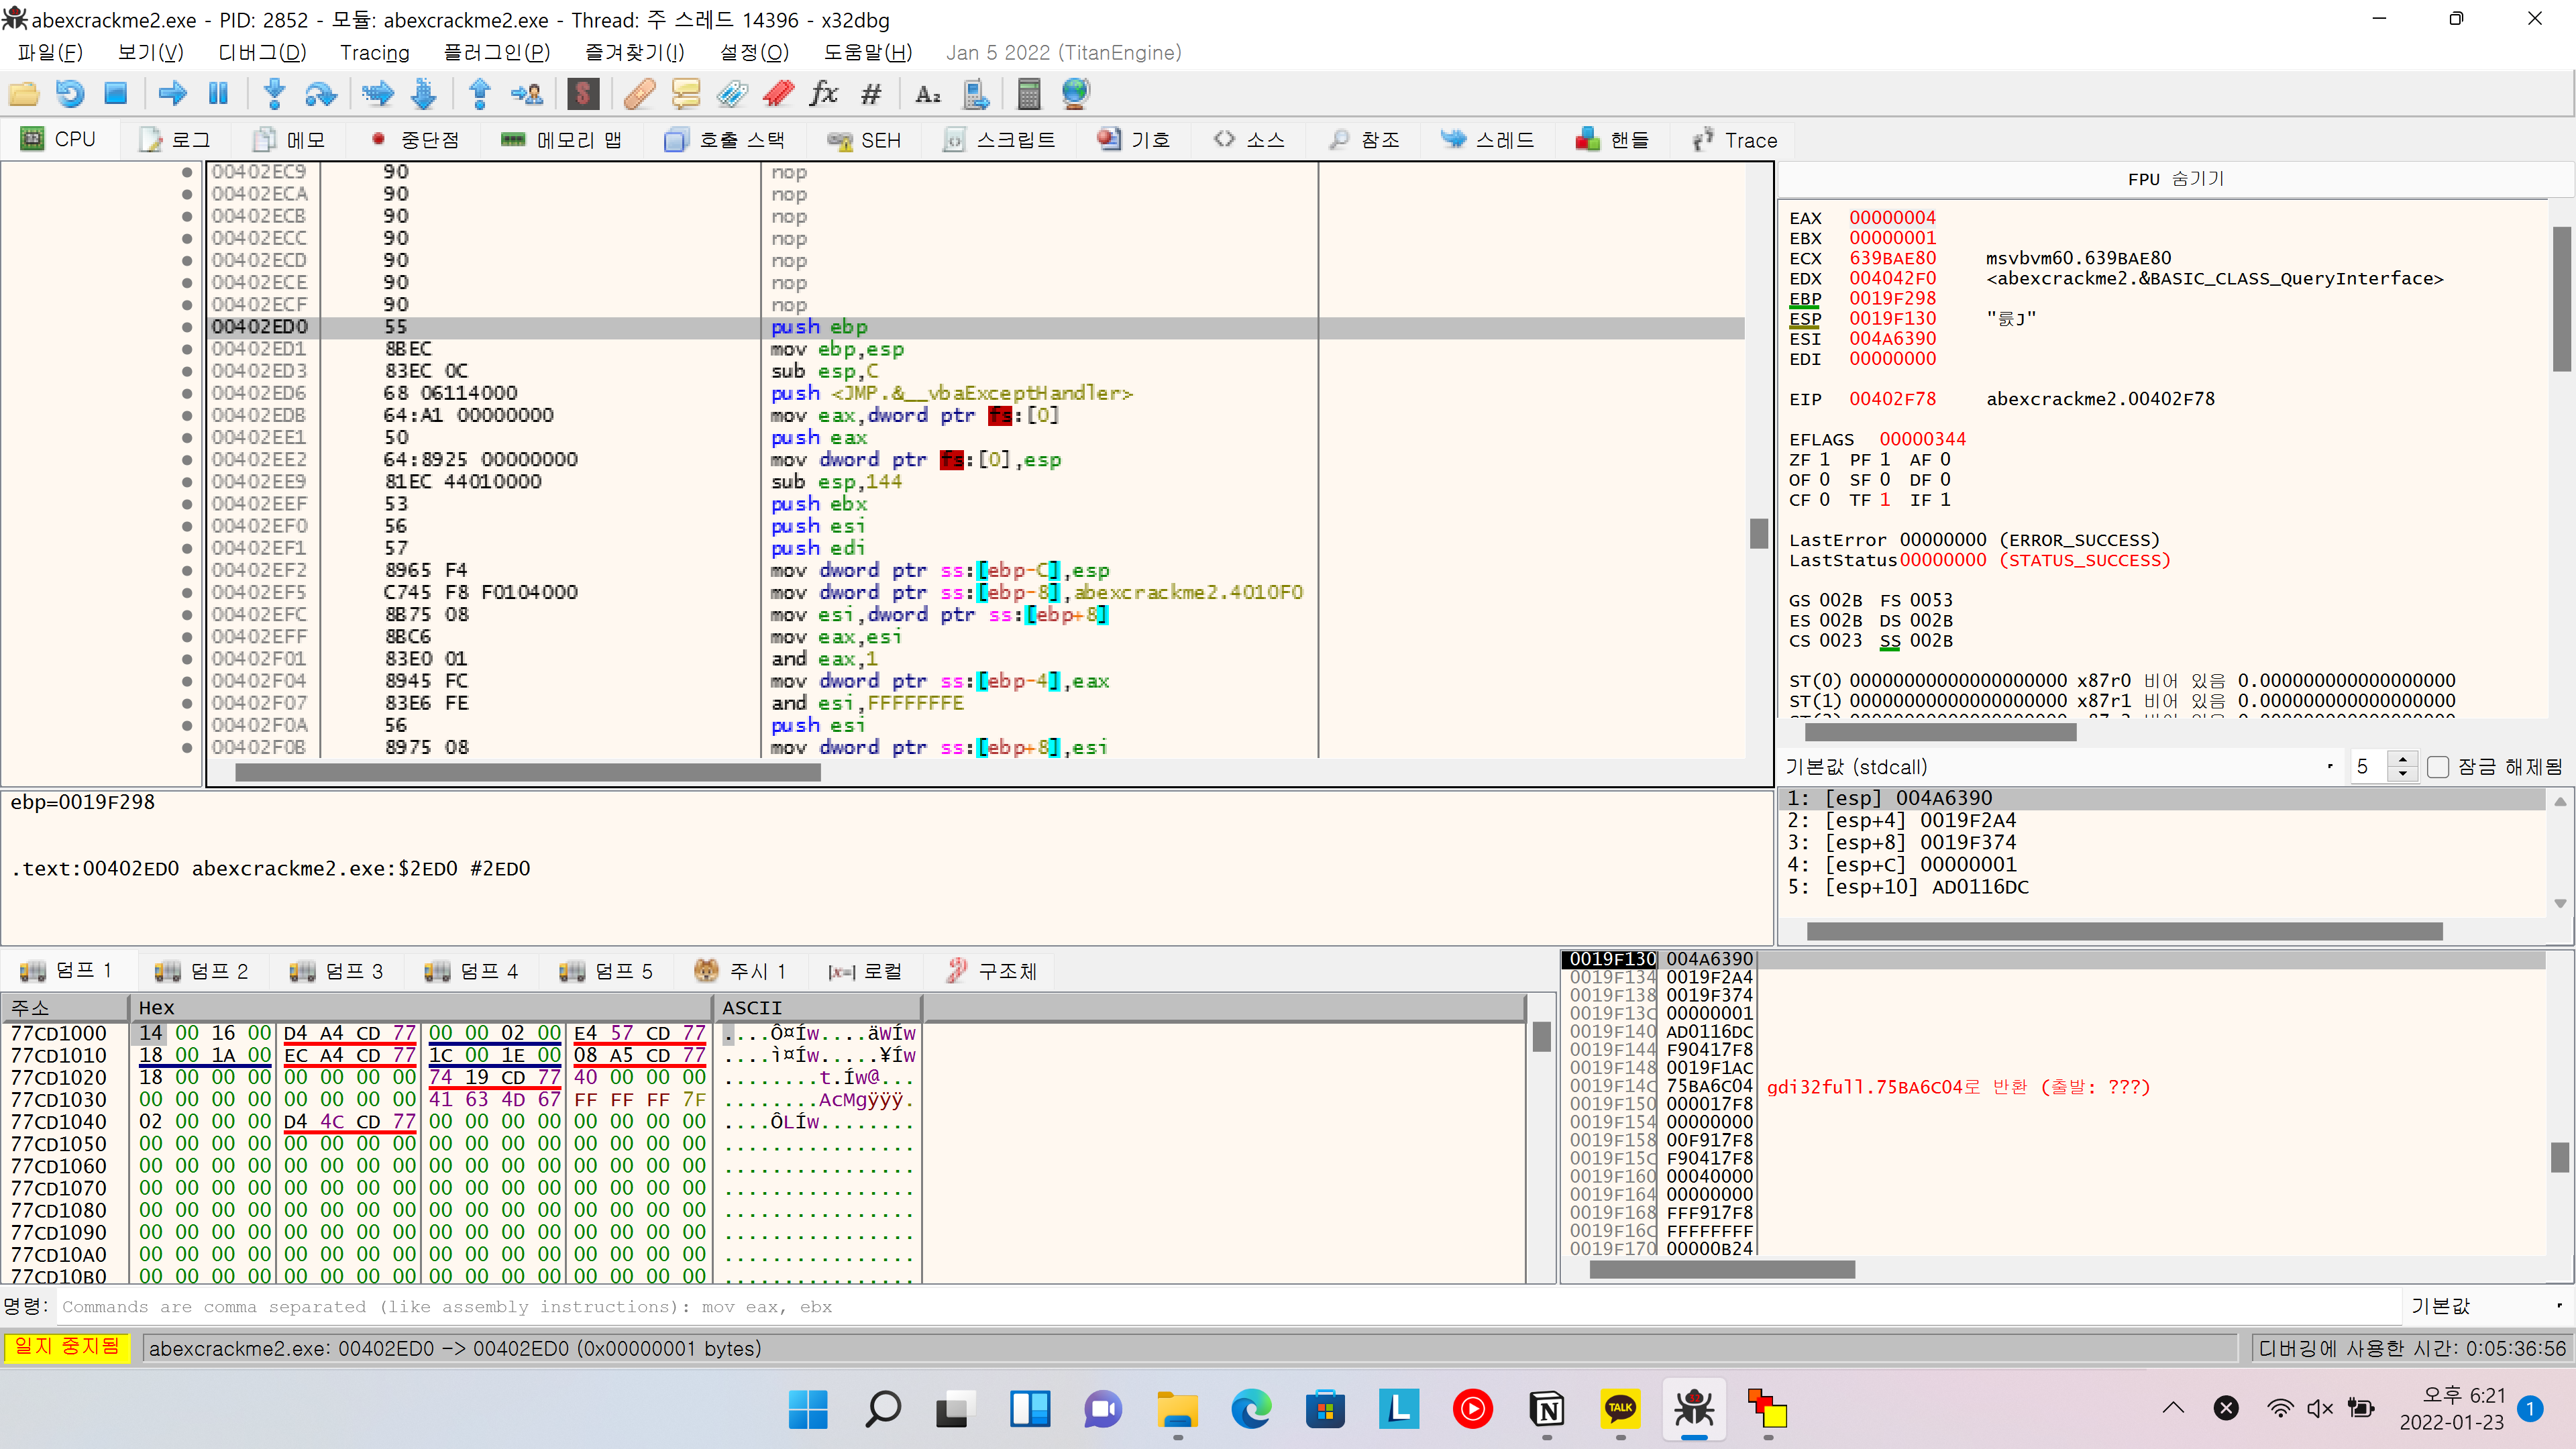 abexcrackme2.exe - PID: 2852 - 모듈: abexcrackme2.exe - Thread: 주 스레드 14396 - x32dbg
파일(F) 보기(V) 디버그(D) Tracing 플러그인(P) 즐겨찾기(I) 설정(O) 도움말(H) Jan 5 2022 (TitanEngine)
CPU 로그 메모 중단점 메모리 맵 호출 스택 SEH 스크립트 기호 소스 참조 스레드 핸들 Trace
00402EC9 90 nop
00402ECA 90 nop
00402ECB 90 nop
00402ECC 90 nop
00402ECD 90 nop
00402ECE 90 nop
00402ECF 90 nop
00402ED0 55 push ebp
00402ED1 8BEC mov ebp,esp
00402ED3 83EC 0C sub esp,C
00402ED6 68 06114000 push <JMP.&__vbaExceptHandler>
00402EDB 64:A1 00000000 mov eax,dword ptr fs:[0]
00402EE1 50 push eax
00402EE2 64:8925 00000000 mov dword ptr fs:[0],esp
00402EE9 81EC 44010000 sub esp,144
00402EEF 53 push ebx
00402EF0 56 push esi
00402EF1 57 push edi
00402EF2 8965 F4 mov dword ptr ss:[ebp-C],esp
00402EF5 C745 F8 F0104000 mov dword ptr ss:[ebp-8],abexcrackme2.4010F0
00402EFC 8B75 08 mov esi,dword ptr ss:[ebp+8]
00402EFF 8BC6 mov eax,esi
00402F01 83E0 01 and eax,1
00402F04 8945 FC mov dword ptr ss:[ebp-4],eax
00402F07 83E6 FE and esi,FFFFFFFE
00402F0A 56 push esi
00402F0B 8975 08 mov dword ptr ss:[ebp+8],esi
FPU 숨기기
EAX 00000004
EBX 00000001
ECX 639BAE80 msvbvm60.639BAE80
EDX 004042F0 <abexcrackme2.&BASIC_CLASS_QueryInterface>
EBP 0019F298
ESP 0019F130
ESI 004A6390
EDI 00000000
EIP 00402F78 abexcrackme2.00402F78
EFLAGS 00000344
ZF 1 PF 1 AF 0
OF 0 SF 0 DF 0
CF 0 TF 1 IF 1
LastError 00000000 (ERROR_SUCCESS)
LastStatus 00000000 (STATUS_SUCCESS)
GS 002B FS 0053
ES 002B DS 002B
CS 0023 SS 002B
ST(0) 00000000000000000000 x87r0 비어 있음 0.000000000000000000
ST(1) 00000000000000000000 x87r1 비어 있음 0.000000000000000000
기본값 (stdcall) 5 잠금 해제됨
1: [esp] 004A6390
2: [esp+4] 0019F2A4
3: [esp+8] 0019F374
4: [esp+C] 00000001
5: [esp+10] AD0116DC
ebp=0019F298
.text:00402ED0 abexcrackme2.exe:$2ED0 #2ED0
덤프 1 덤프 2 덤프 3 덤프 4 덤프 5 주시 1 [x=] 로컬 구조체
주소 Hex ASCII
77CD1000 14 00 16 00 D4 A4 CD 77 00 00 02 00 E4 57 CD 77 ....Ô¤Íw....äWÍw
77CD1010 18 00 1A 00 EC A4 CD 77 1C 00 1E 00 08 A5 CD 77 ....ì¤Íw.....¥Íw
77CD1020 18 00 00 00 00 00 00 00 74 19 CD 77 40 00 00 00 ........t.Íw@...
77CD1030 00 00 00 00 00 00 00 00 41 63 4D 67 FF FF FF 7F ........AcMgÿÿÿ.
77CD1040 02 00 00 00 D4 4C CD 77 00 00 00 00 00 00 00 00 ....ÔLÍw........
77CD1050 00 00 00 00 00 00 00 00 00 00 00 00 00 00 00 00 ................
77CD1060 00 00 00 00 00 00 00 00 00 00 00 00 00 00 00 00 ................
77CD1070 00 00 00 00 00 00 00 00 00 00 00 00 00 00 00 00 ................
77CD1080 00 00 00 00 00 00 00 00 00 00 00 00 00 00 00 00 ................
77CD1090 00 00 00 00 00 00 00 00 00 00 00 00 00 00 00 00 ................
77CD10A0 00 00 00 00 00 00 00 00 00 00 00 00 00 00 00 00 ................
77CD10B0 00 00 00 00 00 00 00 00 00 00 00 00 00 00 00 00 ................
0019F130 004A6390
0019F134 0019F2A4
0019F138 0019F374
0019F13C 00000001
0019F140 AD0116DC
0019F144 F90417F8
0019F148 0019F1AC
0019F14C 75BA6C04 gdi32full.75BA6C04로 반환 (출발: ???)
0019F150 000017F8
0019F154 00000000
0019F158 00F917F8
0019F15C F90417F8
0019F160 00040000
0019F164 00000000
0019F168 FFF917F8
0019F16C FFFFFFFF
0019F170 00000B24
명령: Commands are comma separated (like assembly instructions): mov eax, ebx 기본값
일지 중지됨 abexcrackme2.exe: 00402ED0 -> 00402ED0 (0x00000001 bytes) 디버깅에 사용한 시간: 0:05:36:56
TALK
오후 6:21
2022-01-23 1